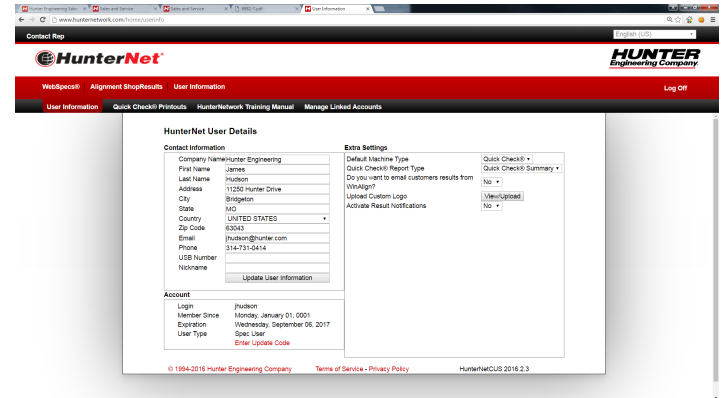 Hunter Engineering Sales
Sales and Service
Sales and Service
User Information
www.hunternetwork.com/home/userinfo
Contact Rep
English (US)
HunterNet
HUNTER
Engineering Company
WebSpecs® Alignment ShopResults User Information
Log Off
User Information Quick Check® Printouts HunterNetwork Training Manual Manage Linked Accounts
HunterNet User Details
Contact Information
Company Name Hunter Engineering
First Name James
Last Name Hudson
Address 11250 Hunter Drive
City Bridgeton
State MO
Country UNITED STATES
Zip Code 63043
Email jhudson@hunter.com
Phone 314-731-0414
USB Number
Nickname
Update User Information
Account
Login jhudson
Member Since Monday, January 01, 0001
Expiration Wednesday, September 06, 2017
User Type Spec User
Enter Update Code
Extra Settings
Default Machine Type Quick Check®
Quick Check® Report Type Quick Check® Summary
Do you want to email customers results from
WinAlign? No
Upload Custom Logo View/Upload
Activate Result Notifications No
© 1994-2016 Hunter Engineering Company Terms of Service - Privacy Policy HunterNetCUS 2016.2.3